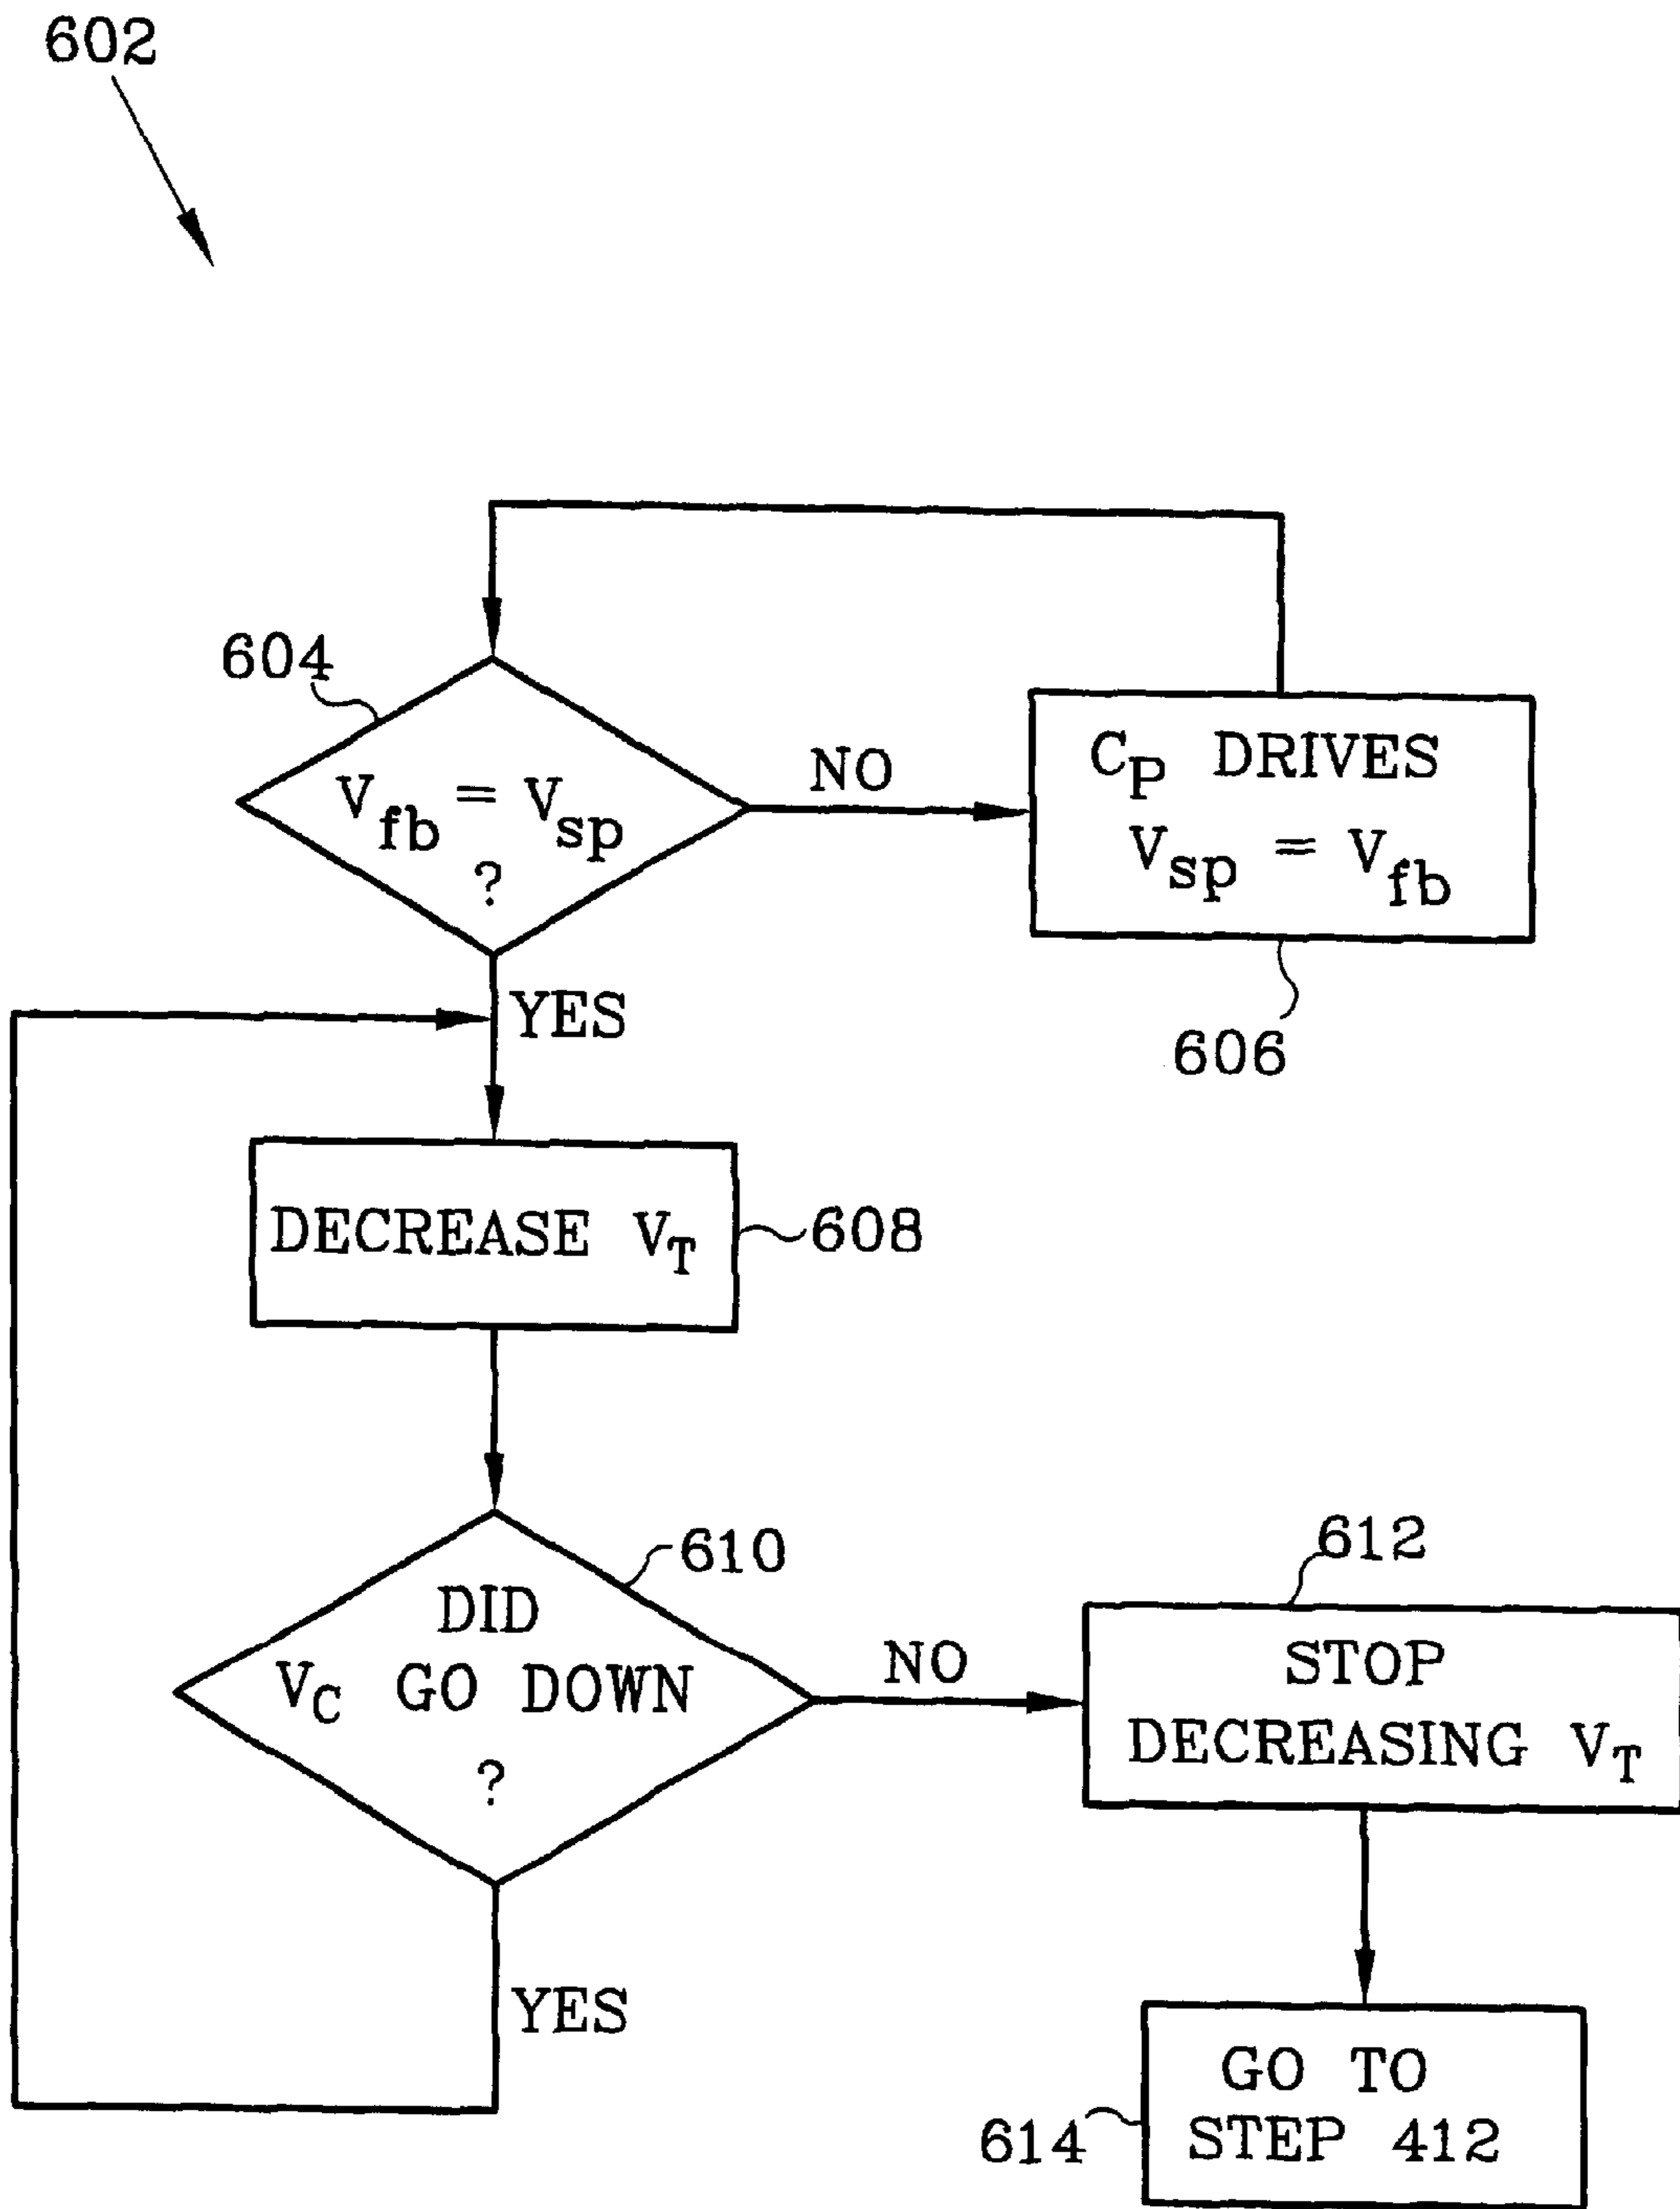 602
604
V_fb = V_sp
?
NO
C_P DRIVES
V_sp = V_fb
606
YES
DECREASE V_T
608
610
DID
V_C GO DOWN
?
NO
612
STOP
DECREASING V_T
YES
614
GO TO
STEP 412